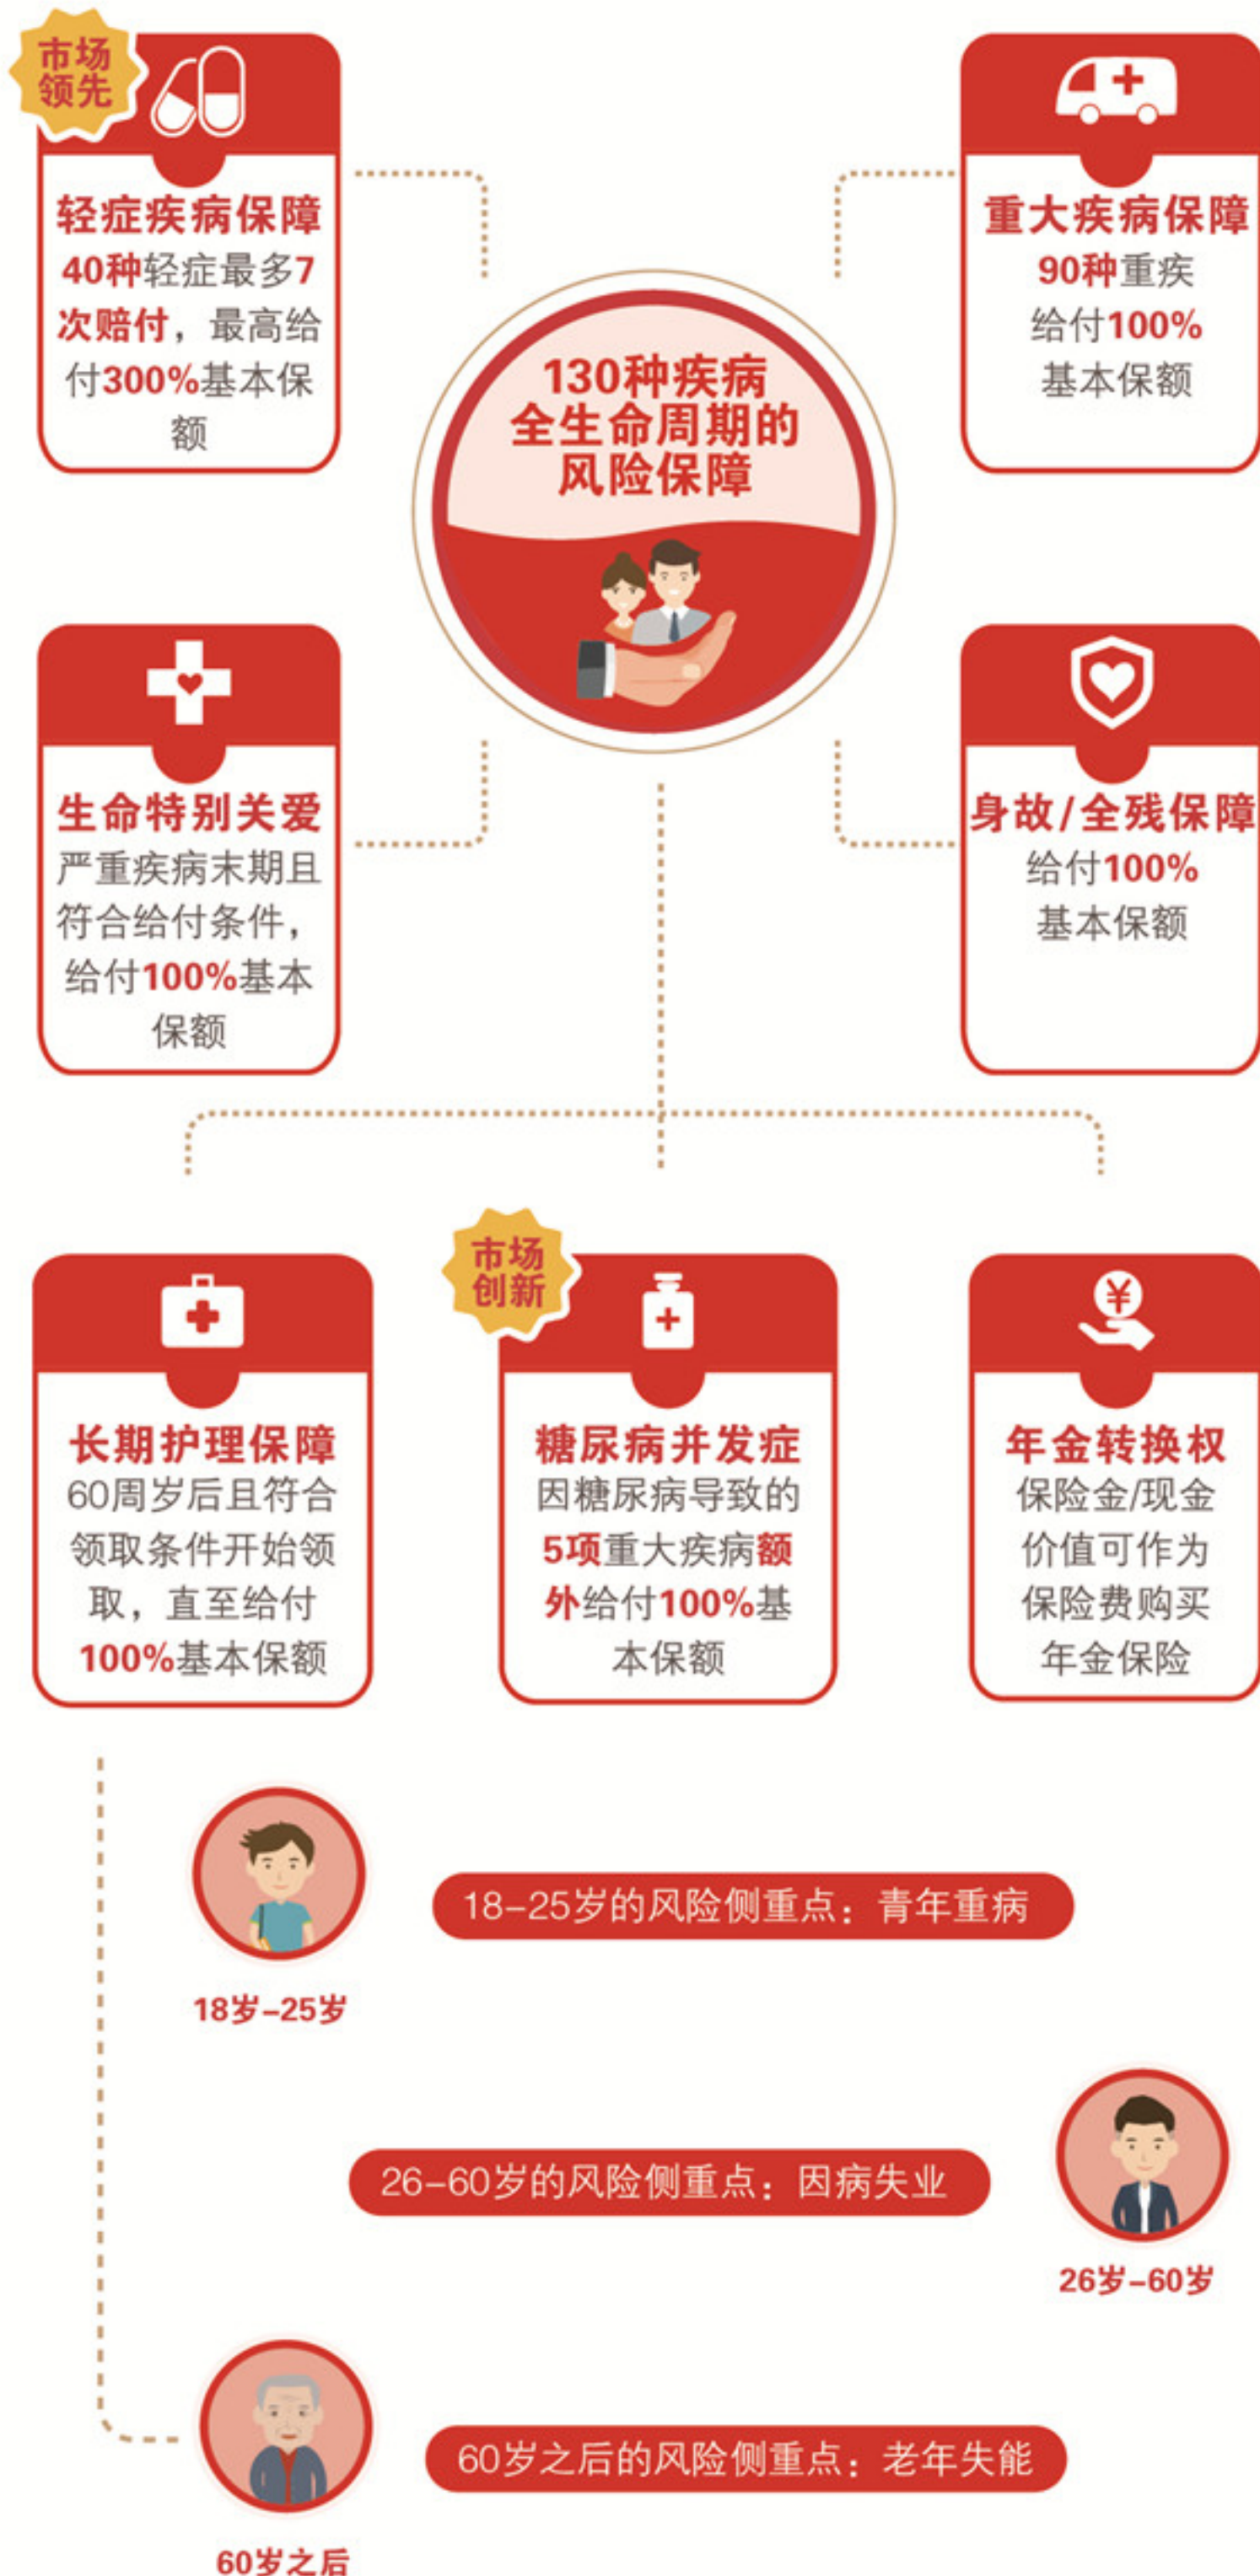 市场
领先
轻症疾病保障
40种轻症最多7
次赔付，最高给
付300%基本保
额
重大疾病保障
90种重疾
给付100%
基本保额
130种疾病
全生命周期的
风险保障
生命特别关爱
严重疾病末期且
符合给付条件，
给付100%基本
保额
身故/全残保障
给付100%
基本保额
长期护理保障
60周岁后且符合
领取条件开始领
取，直至给付
100%基本保额
市场
创新
糖尿病并发症
因糖尿病导致的
5项重大疾病额
外给付100%基
本保额
¥
年金转换权
保险金/现金
价值可作为
保险费购买
年金保险
18-25岁的风险侧重点：青年重病
18岁-25岁
26-60岁的风险侧重点：因病失业
26岁-60岁
60岁之后的风险侧重点：老年失能
60岁之后